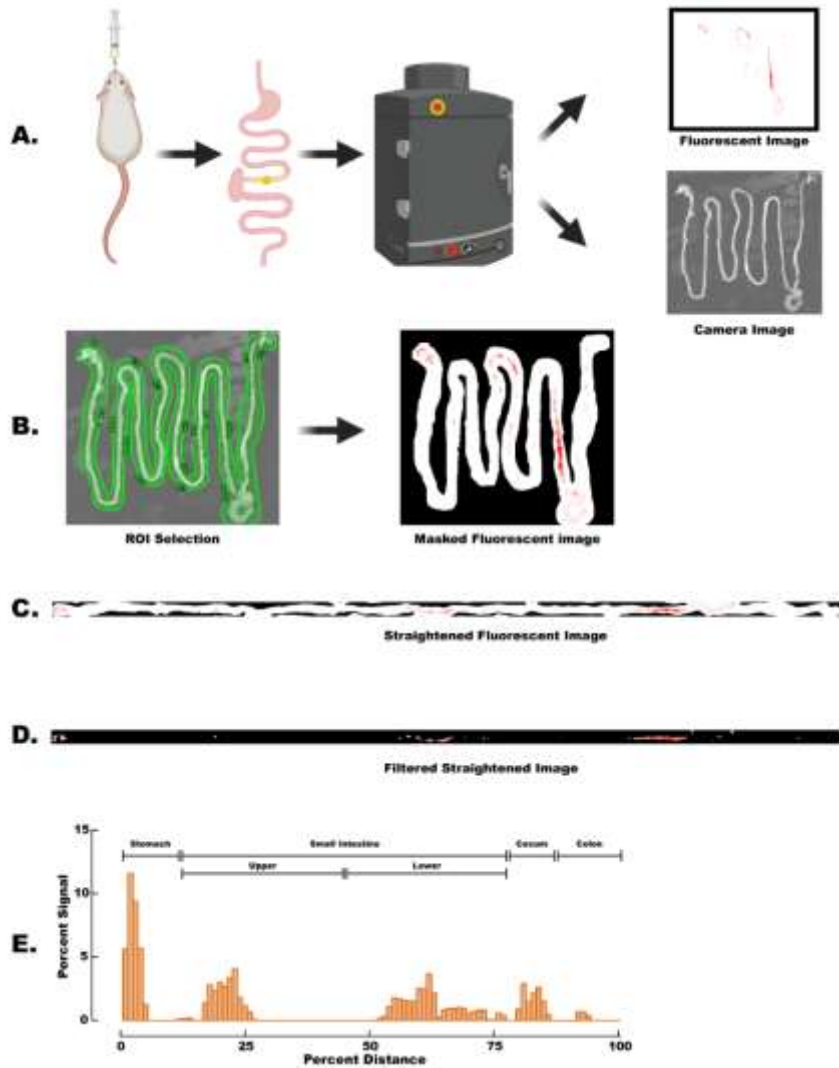 A.
Fluorescent Image
Camera Image
B.
ROI Selection
Masked Fluorescent image
C.
Straightened Fluorescent Image
D.
Filtered Straightened Image
E.
Percent Signal
15
10
5
0
Stomach
Small Intestine
Cecum
Colon
Upper
Lower
0
25
50
75
100
Percent Distance